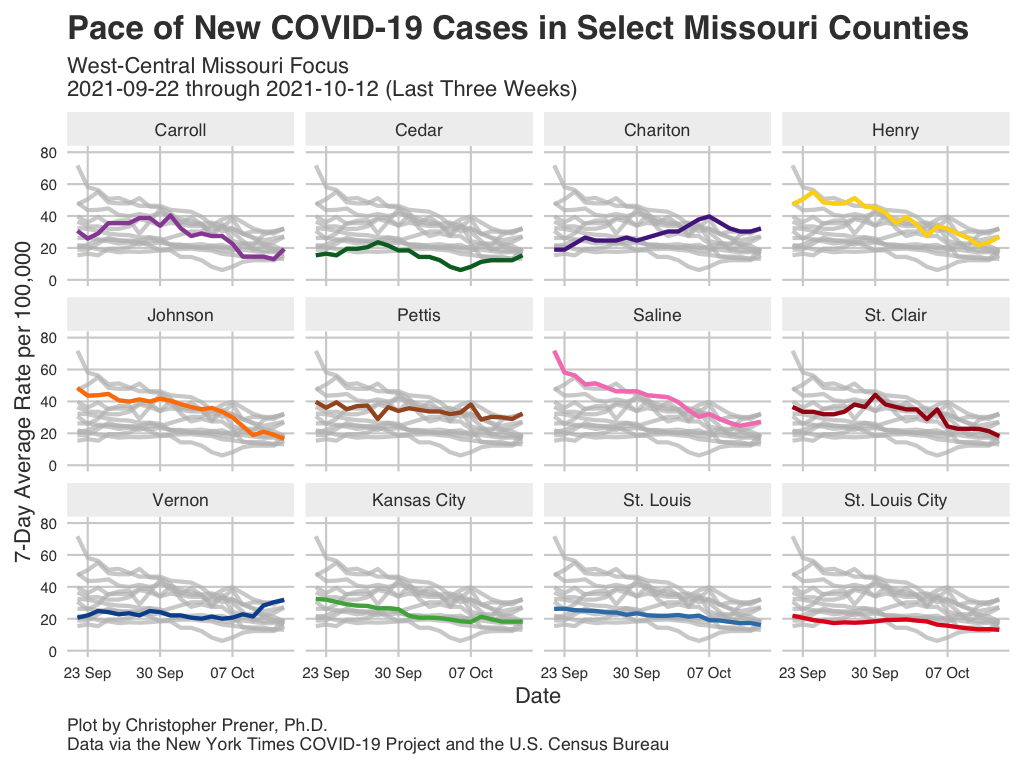 Pace of New COVID-19 Cases in Select Missouri Counties
West-Central Missouri Focus
2021-09-22 through 2021-10-12 (Last Three Weeks)
Carroll
Cedar
Chariton
Henry
80
60
40
20
0
Johnson
Pettis
Saline
St. Clair
80
60
40
20
0
Vernon
Kansas City
St. Louis
St. Louis City
80
60
40
20
0
7-Day Average Rate per 100,000
23 Sep
30 Sep
07 Oct
23 Sep
30 Sep
07 Oct
23 Sep
30 Sep
07 Oct
23 Sep
30 Sep
07 Oct
Date
Plot by Christopher Prener, Ph.D.
Data via the New York Times COVID-19 Project and the U.S. Census Bureau